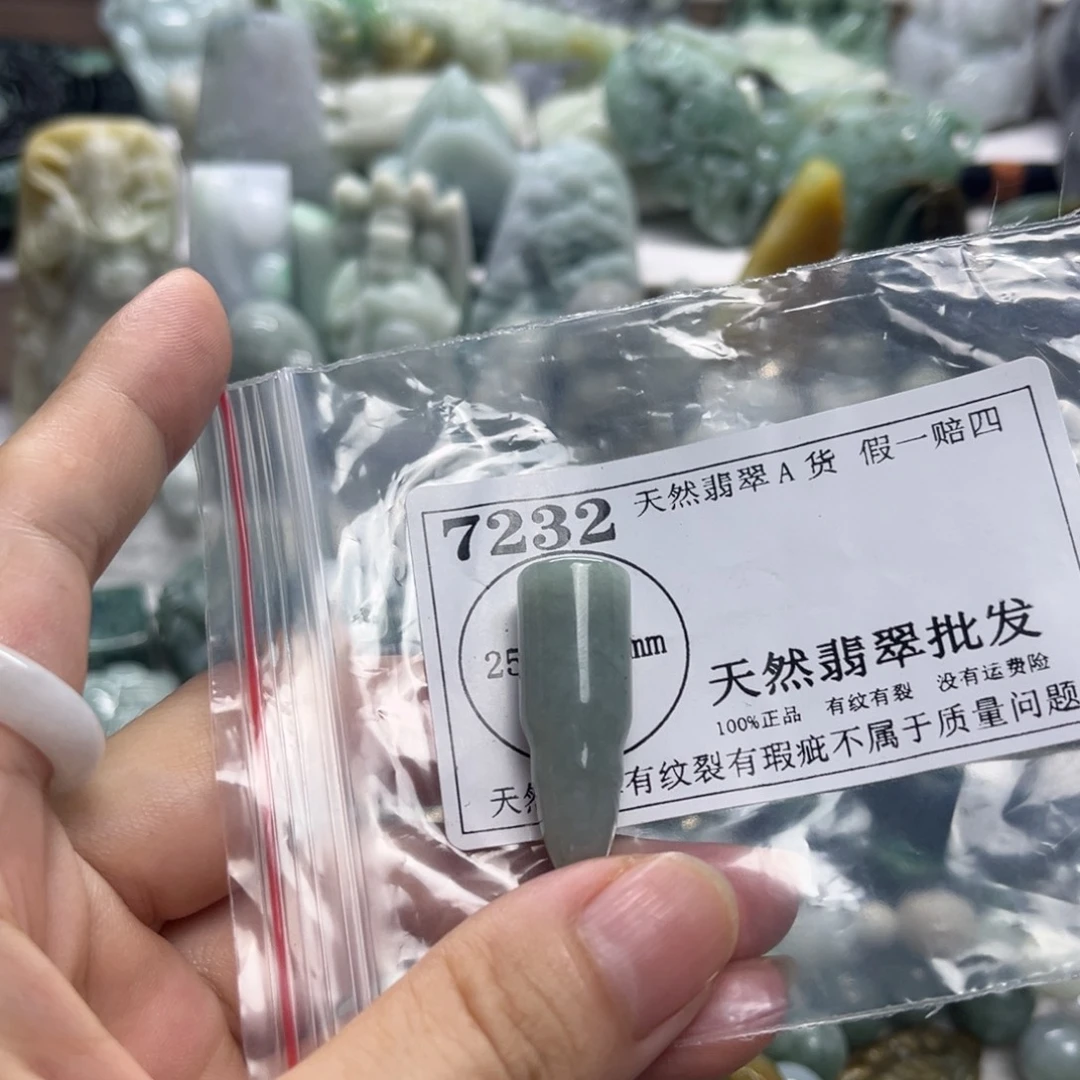 天然翡翠A货 假一赔四
7232
25 mm
天然翡翠批发
100%正品 有纹有裂 没有运费险
天然 有纹裂有瑕疵不属于质量问题